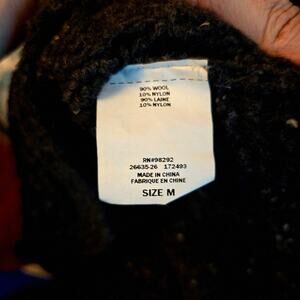 90% WOOL
10% NYLON
90% LAINE
10% NYLON
RN#98292
26635-26 172493
MADE IN CHINA
FABRIQUE EN CHINE
SIZE M